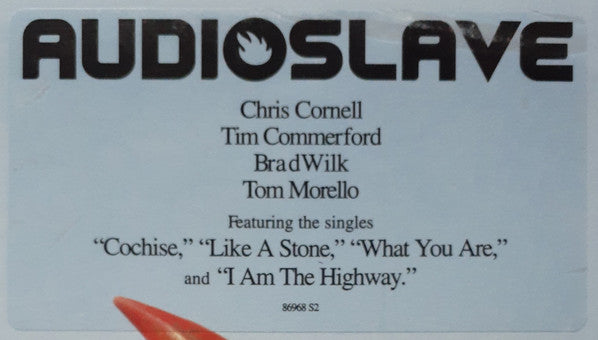 AUDIOSLAVE
Chris Cornell
Tim Commerford
Brad Wilk
Tom Morello
Featuring the singles
“Cochise,” “Like A Stone,” “What You Are,”
and “I Am The Highway.”
86968 S2